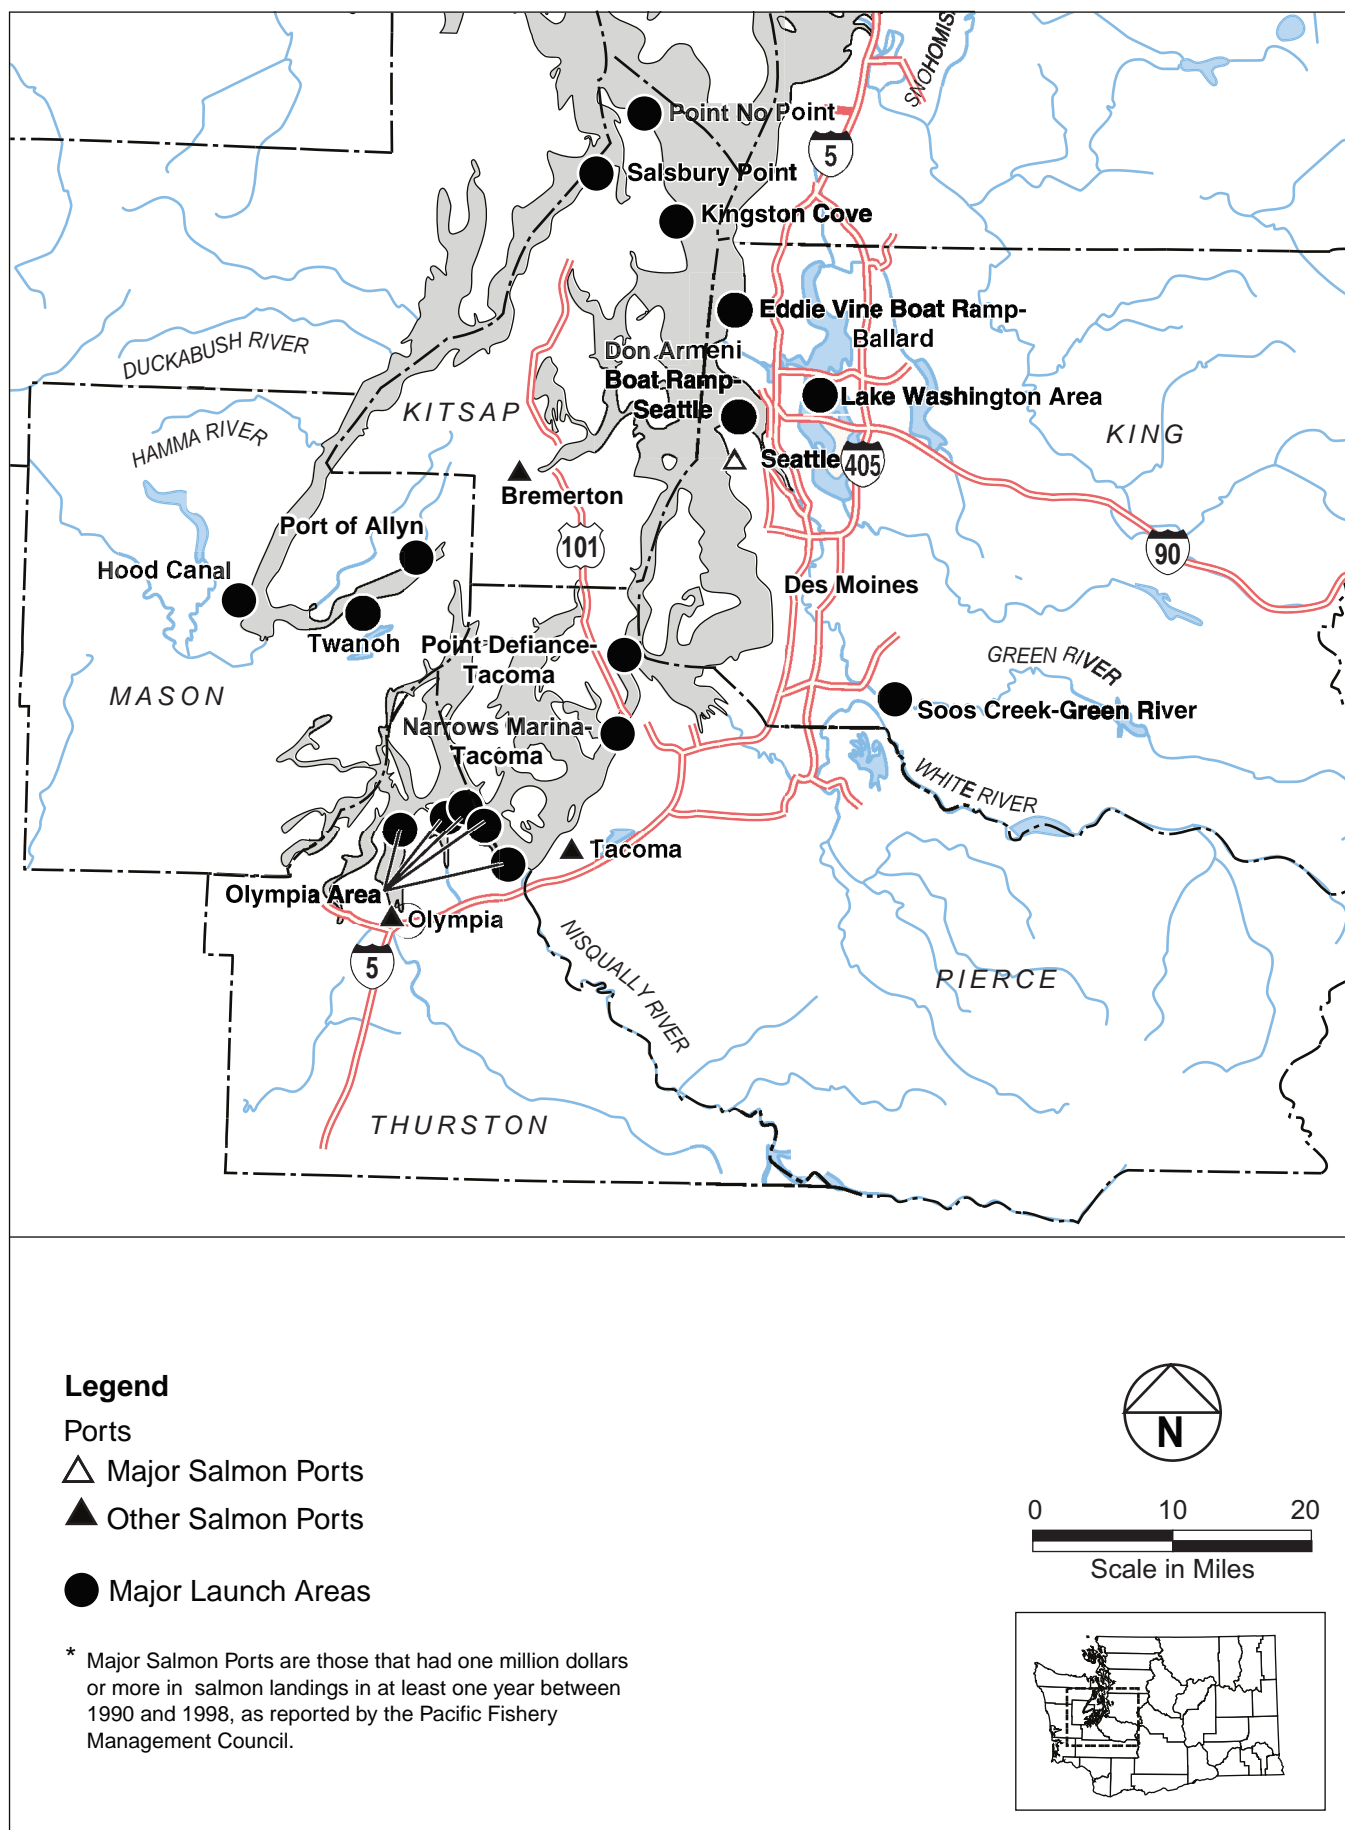 SNOHOMIS
Point No Point
5
Salsbury Point
Kingston Cove
Eddie Vine Boat Ramp-
Ballard
DUCKABUSH RIVER
Don Armeni
Boat Ramp-
Seattle
KITSAP
Lake Washington Area
HAMMA RIVER
KING
Seattle
405
Bremerton
Port of Allyn
101
90
Hood Canal
Des Moines
Twanoh
Point Defiance-
Tacoma
GREEN RIVER
MASON
Soos Creek-Green River
Narrows Marina-
Tacoma
WHITE RIVER
Tacoma
Olympia Area
Olympia
5
NISQUALLY RIVER
PIERCE
THURSTON
Legend
Ports
Major Salmon Ports
Other Salmon Ports
Major Launch Areas
* Major Salmon Ports are those that had one million dollars
or more in salmon landings in at least one year between
1990 and 1998, as reported by the Pacific Fishery
Management Council.
N
0 10 20
Scale in Miles